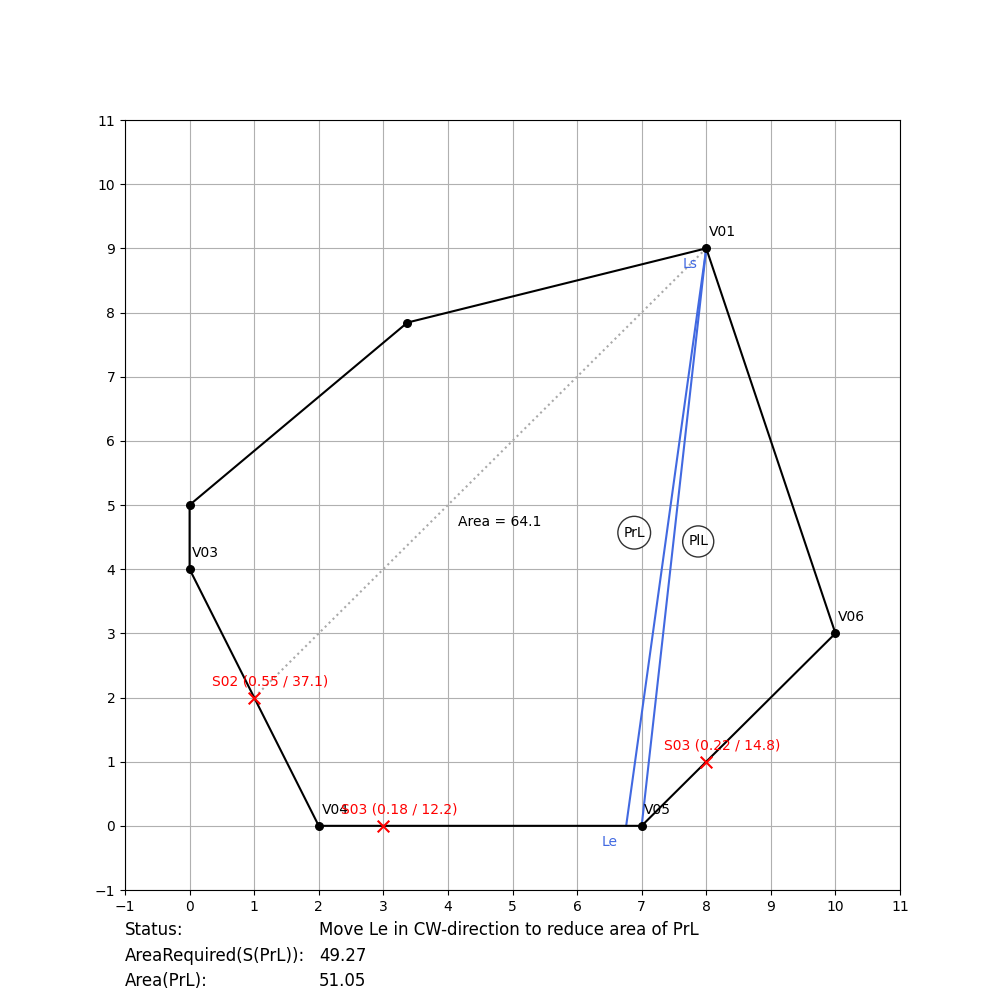 11
10
9
8
7
6
5
4
3
2
1
0
−1
−1 0 1 2 3 4 5 6 7 8 9 10 11
V01
Ls
V03
Area = 64.1
PrL
PlL
V06
S02 (0.55 / 37.1)
S03 (0.22 / 14.8)
V04
S03 (0.18 / 12.2)
V05
Le
Status: Move Le in CW-direction to reduce area of PrL
AreaRequired(S(PrL)): 49.27
Area(PrL): 51.05